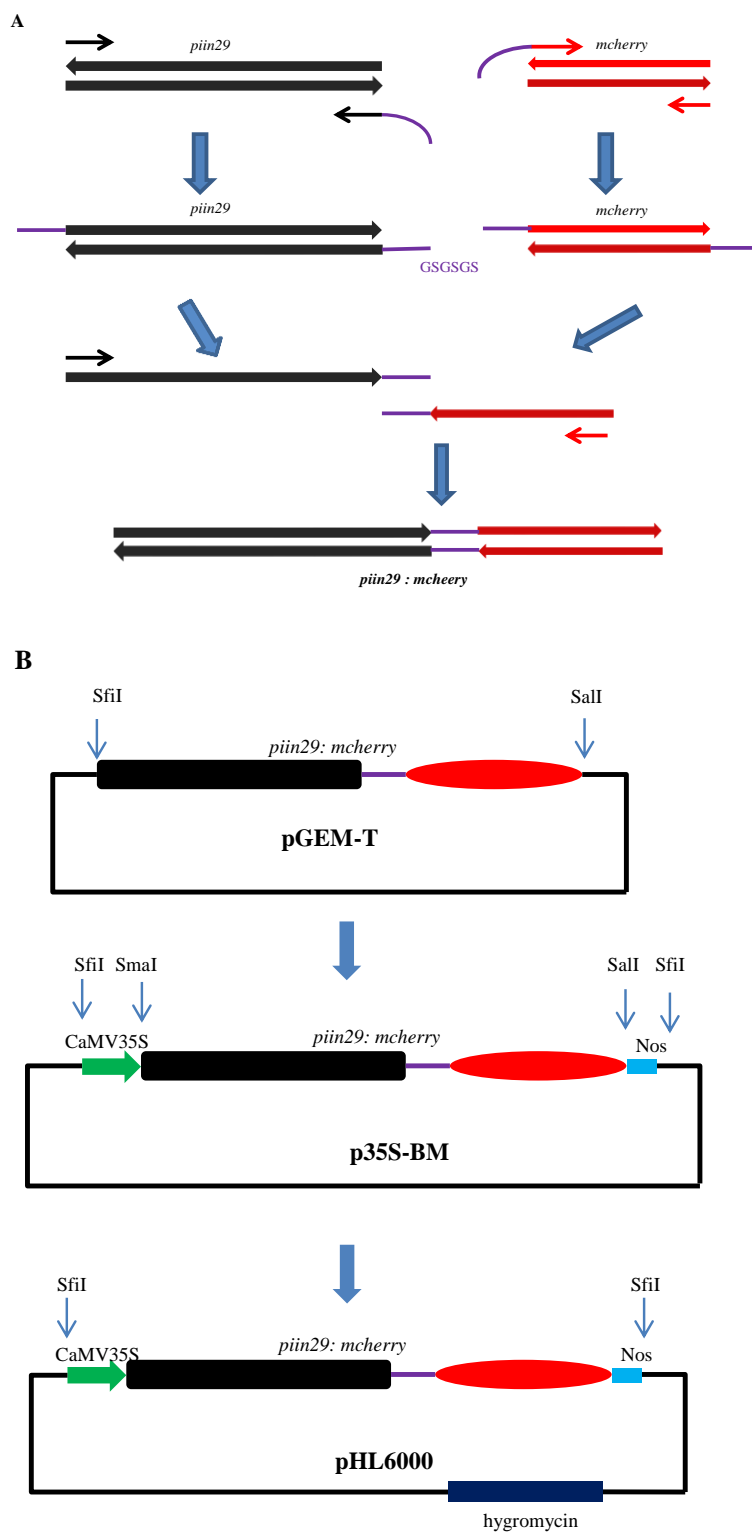 A
piin29
mcherry
piin29
mcherry
GSGSGS
piin29 : mcheery
B
SfiI
SalI
piin29: mcherry
pGEM-T
SfiI SmaI
SalI SfiI
CaMV35S
piin29: mcherry
Nos
p35S-BM
SfiI
SfiI
CaMV35S
piin29: mcherry
Nos
pHL6000
hygromycin